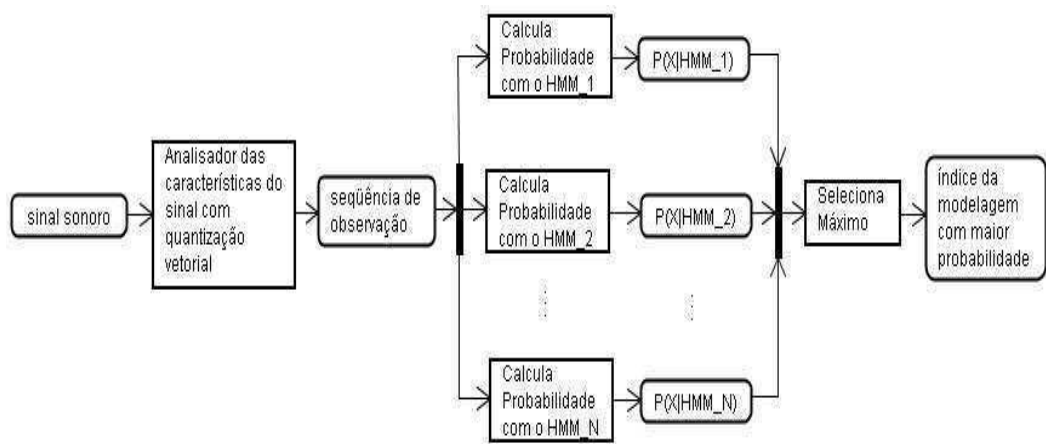 sinal sonoro
Analisador das
características do
sinal com
quantização
vetorial
seqüência de
observação
Calcula
Probabilidade
com o HMM_1
P(X|HMM_1)
Calcula
Probabilidade
com o HMM_2
P(X|HMM_2)
Calcula
Probabilidade
com o HMM_N
P(X|HMM_N)
Seleciona
Máximo
índice da
modelagem
com maior
probabilidade